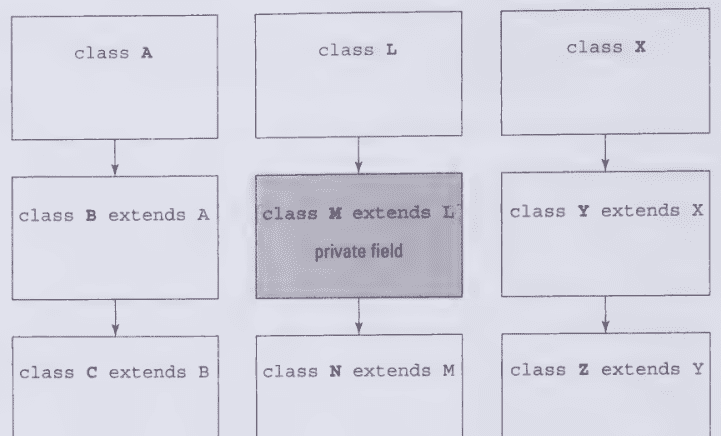 class A
class L
class X
class B extends A
class M extends L
private field
class Y extends X
class C extends B
class N extends M
class Z extends Y